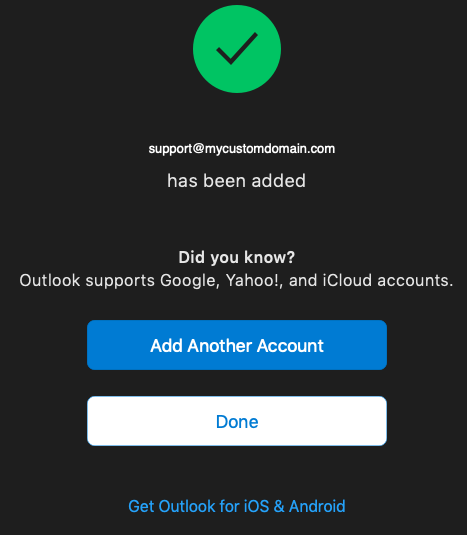 support@mycustomdomain.com
has been added
Did you know?
Outlook supports Google, Yahoo!, and iCloud accounts.
Add Another Account
Done
Get Outlook for iOS & Android